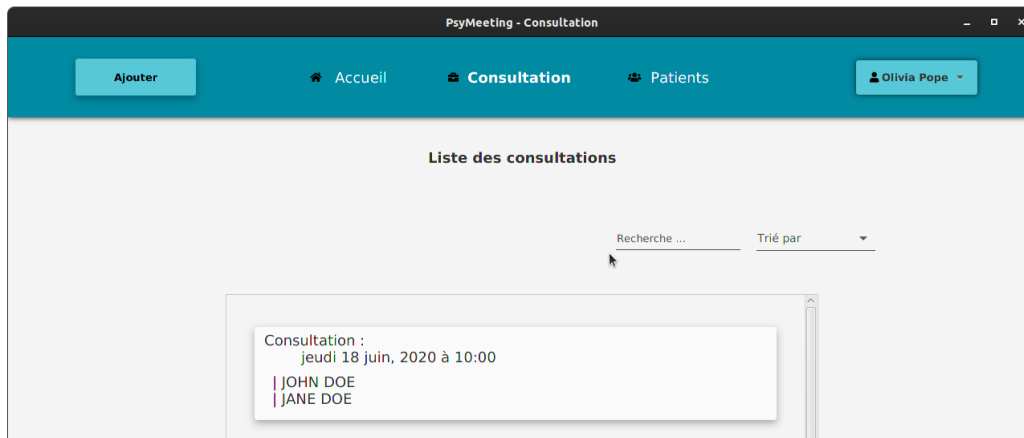 PsyMeeting - Consultation
Ajouter
Accueil
Consultation
Patients
Olivia Pope
Liste des consultations
Recherche ...
Trié par
Consultation :
jeudi 18 juin, 2020 à 10:00
| JOHN DOE
| JANE DOE